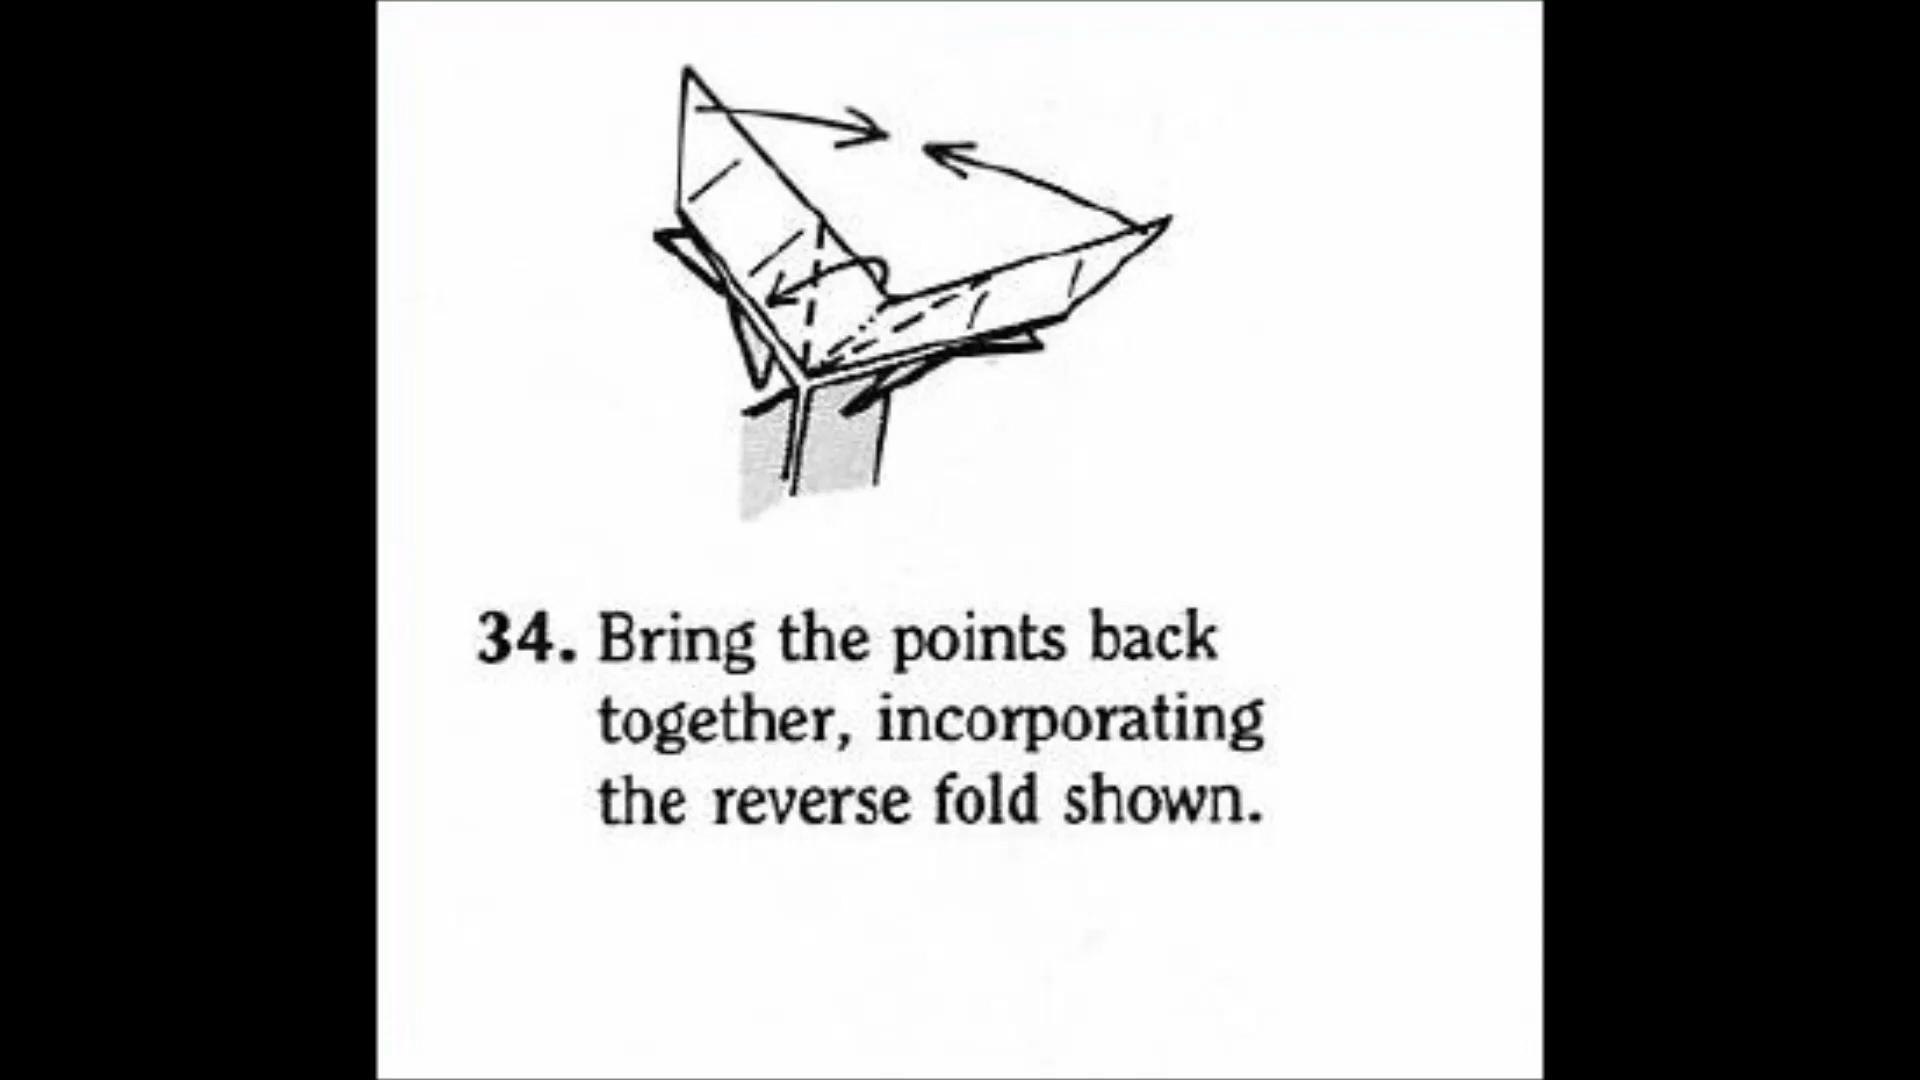 34. Bring the points back
together, incorporating
the reverse fold shown.